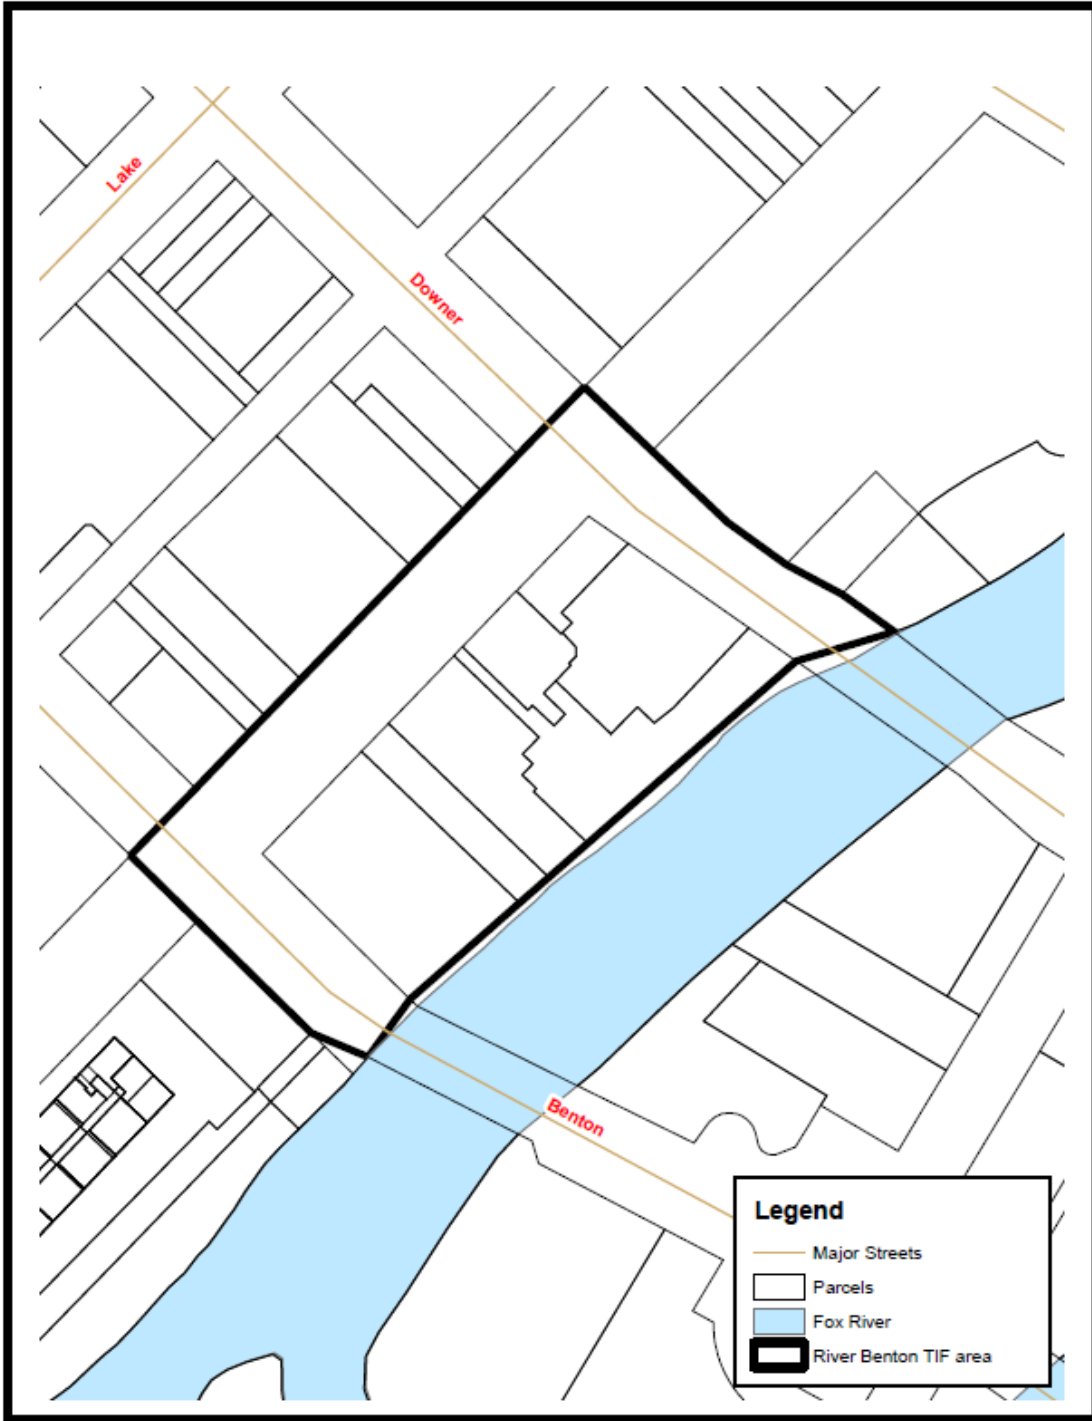 Lake
Downer
Benton
Legend
Major Streets
Parcels
Fox River
River Benton TIF area